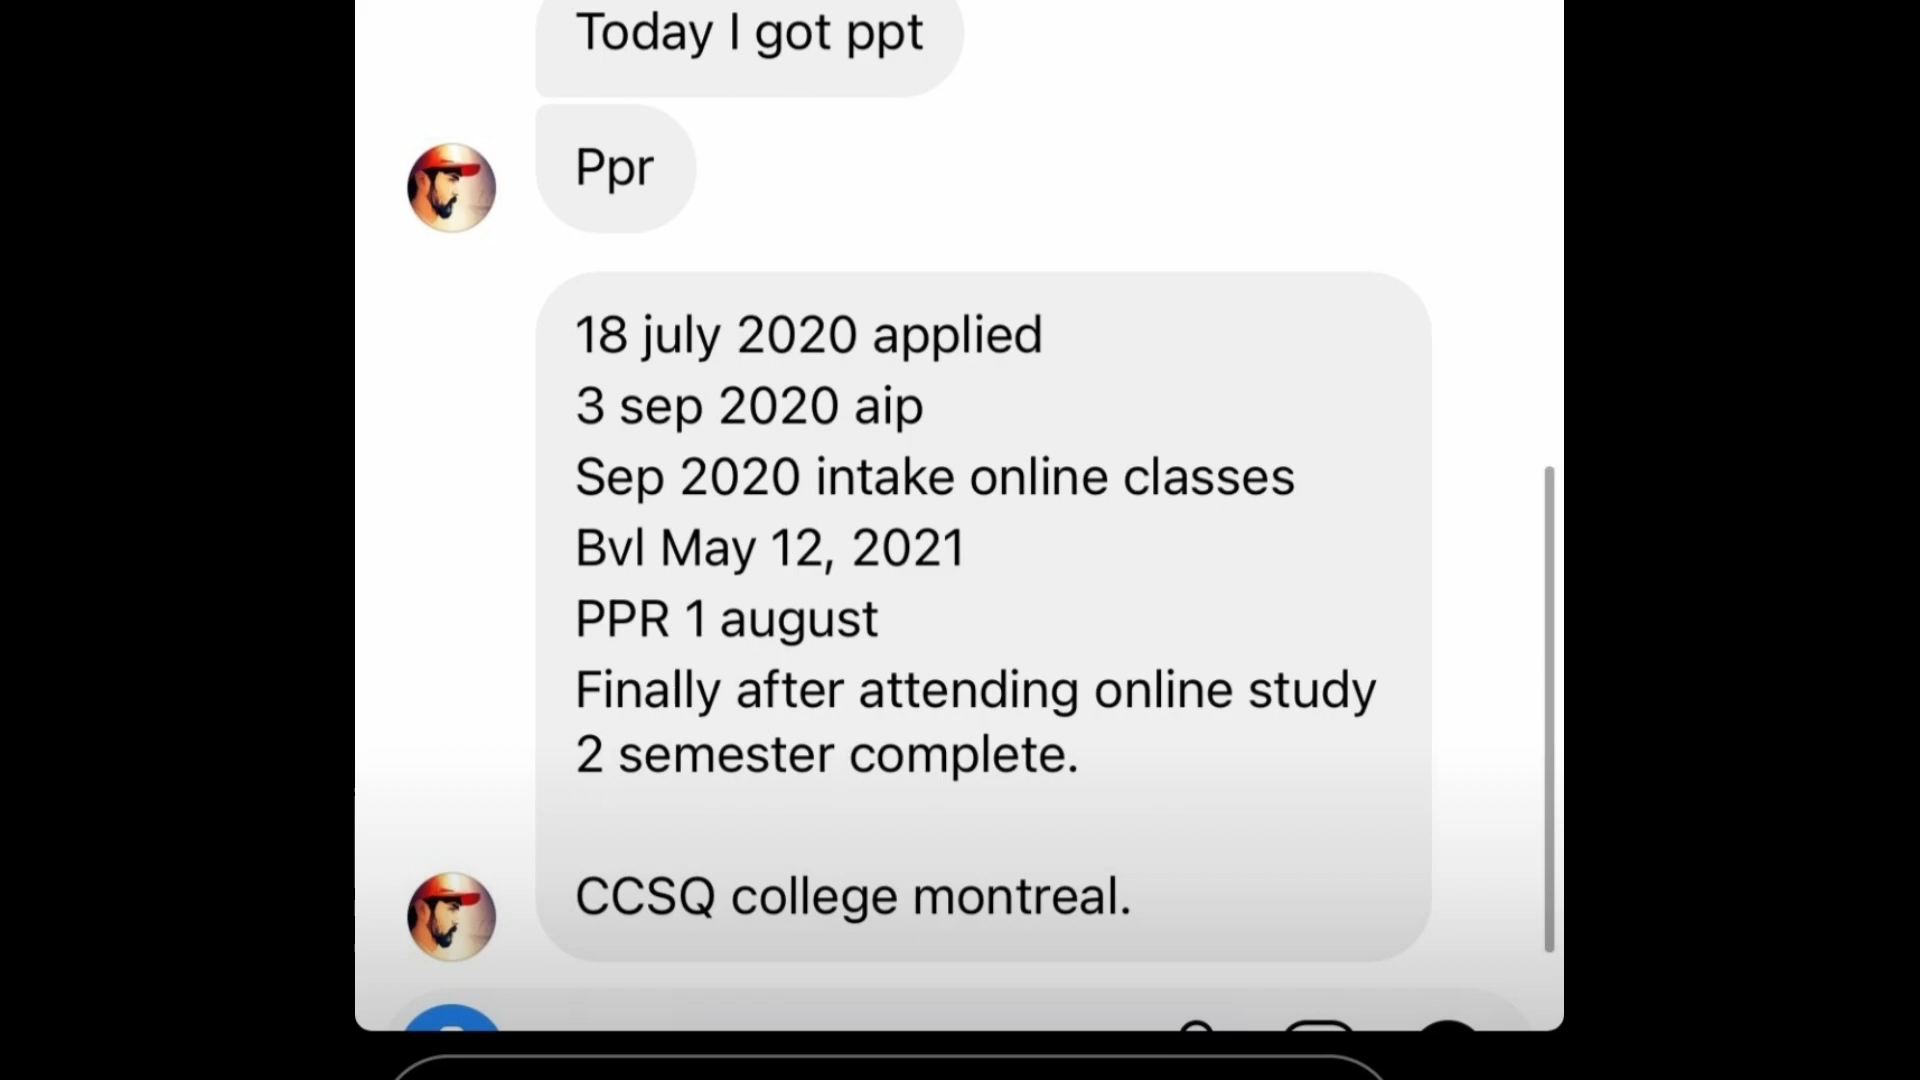 Today I got ppt
Ppr
18 july 2020 applied
3 sep 2020 aip
Sep 2020 intake online classes
Bvl May 12, 2021
PPR 1 august
Finally after attending online study
2 semester complete.
CCSQ college montreal.